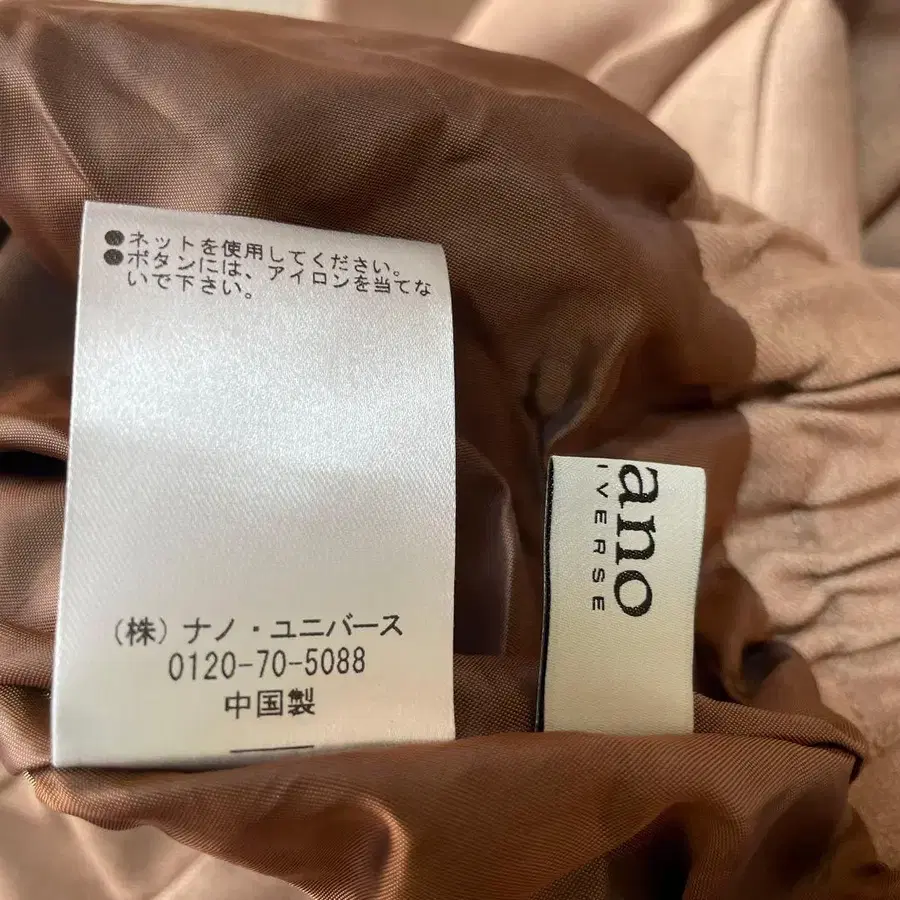 ●ネットを使用してください。
●ボタンには、アイロンを当てな
いで下さい。
(株)ナノ・ユニバース
0120-70-5088
中国製
ano
IVERSE